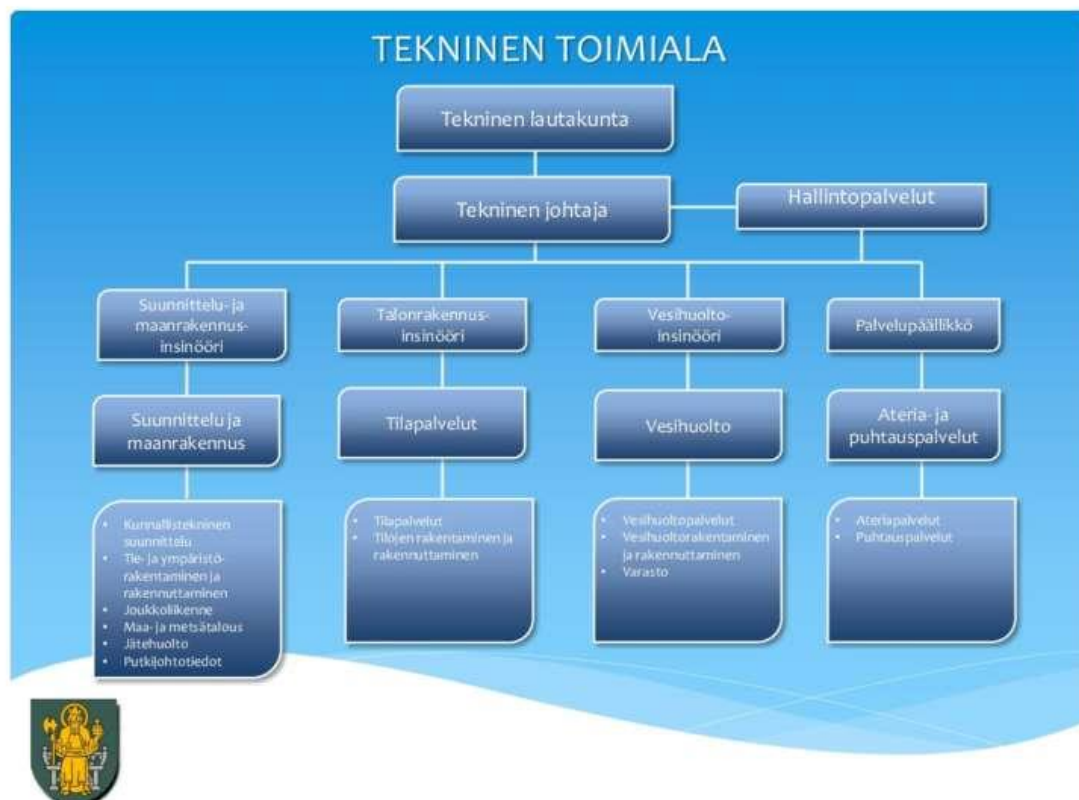 TEKNINEN TOIMIALA
Tekninen lautakunta
Tekninen johtaja
Hallintopalvelut
Suunnittelu- ja
maanrakennus-
insinööri
Talonrakennus-
insinööri
Vesihuolto-
insinööri
Palvelupäällikkö
Suunnittelu ja
maanrakennus
Tilapalvelut
Vesihuolto
Ateria- ja
puhtauspalvelut
• Kunnallistekninen
suunnittelu
• Tie- ja ympäristö-
rakentaminen ja
rakennuttaminen
• Joukkoliikenne
• Maa- ja metsätalous
• Jätehuolto
• Putkijohtotiedot
• Tilapalvelut
• Tilojen rakentaminen ja
rakennuttaminen
• Vesihuoltopalvelut
• Vesihuoltorakentaminen
ja rakennuttaminen
• Varasto
• Ateriapalvelut
• Puhtauspalvelut